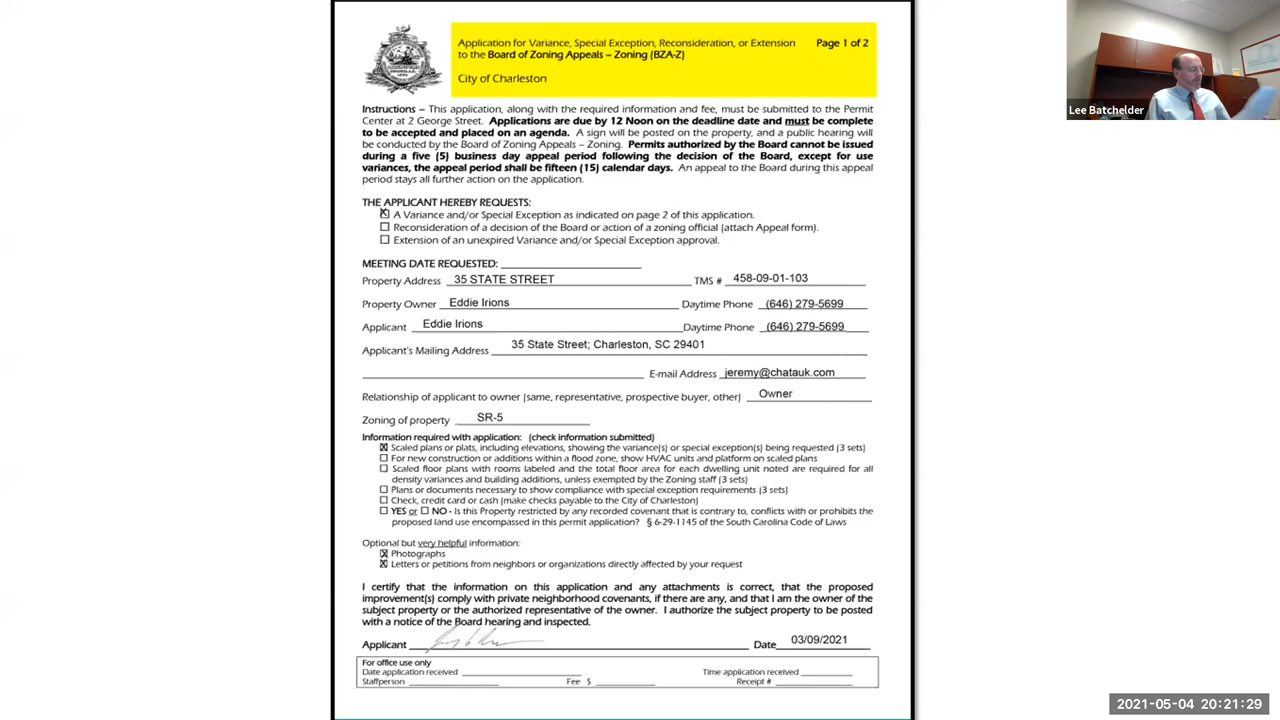 Application for Variance, Special Exception, Reconsideration, or Extension Page 1 of 2
to the Board of Zoning Appeals – Zoning (BZA-Z)
City of Charleston
Lee Batchelder
Instructions – This application, along with the required information and fee, must be submitted to the Permit
Center at 2 George Street. Applications are due by 12 Noon on the deadline date and must be complete
to be accepted and placed on an agenda. A sign will be posted on the property, and a public hearing will
be conducted by the Board of Zoning Appeals – Zoning. Permits authorized by the Board cannot be issued
during a five (5) business day appeal period following the decision of the Board, except for use
variances, the appeal period shall be fifteen (15) calendar days. An appeal to the Board during this appeal
period stays all further action on the application.
THE APPLICANT HEREBY REQUESTS:
A Variance and/or Special Exception as indicated on page 2 of this application.
Reconsideration of a decision of the Board or action of a zoning official (attach Appeal form).
Extension of an unexpired Variance and/or Special Exception approval.
MEETING DATE REQUESTED:
Property Address 35 STATE STREET TMS # 458-09-01-103
Property Owner Eddie Irions Daytime Phone (646) 279-5699
Applicant Eddie Irions Daytime Phone (646) 279-5699
Applicant's Mailing Address 35 State Street; Charleston, SC 29401
E-mail Address jeremy@chatauk.com
Relationship of applicant to owner (same, representative, prospective buyer, other) Owner
Zoning of property SR-5
Information required with application: (check information submitted)
Scaled plans or plats, including elevations, showing the variance(s) or special exception(s) being requested (3 sets)
For new construction or additions within a flood zone, show HVAC units and platform on scaled plans
Scaled floor plans with rooms labeled and the total floor area for each dwelling unit noted are required for all
density variances and building additions, unless exempted by the Zoning staff (3 sets)
Plans or documents necessary to show compliance with special exception requirements (3 sets)
Check, credit card or cash (make checks payable to the City of Charleston)
YES or NO - Is this Property restricted by any recorded covenant that is contrary to, conflicts with or prohibits the
proposed land use encompassed in this permit application? § 6-29-1145 of the South Carolina Code of Laws
Optional but very helpful information:
Photographs
Letters or petitions from neighbors or organizations directly affected by your request
I certify that the information on this application and any attachments is correct, that the proposed
improvement(s) comply with private neighborhood covenants, if there are any, and that I am the owner of the
subject property or the authorized representative of the owner. I authorize the subject property to be posted
with a notice of the Board hearing and inspected.
Applicant Date 03/09/2021
For office use only
Date application received Time application received
Staffperson Fee $ Receipt #
2021-05-04 20:21:29